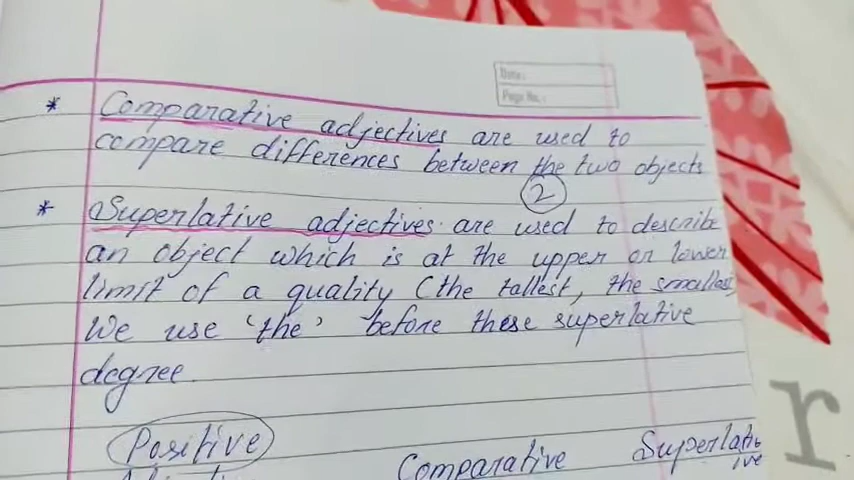 Date:
Page No.:
* Comparative adjectives are used to
compare differences between the two objects
2
* Superlative adjectives are used to describe
an object which is at the upper or lower
limit of a quality (the tallest, the smallest
We use 'the' before these superlative
degree.
Positive Comparative Superlative
r